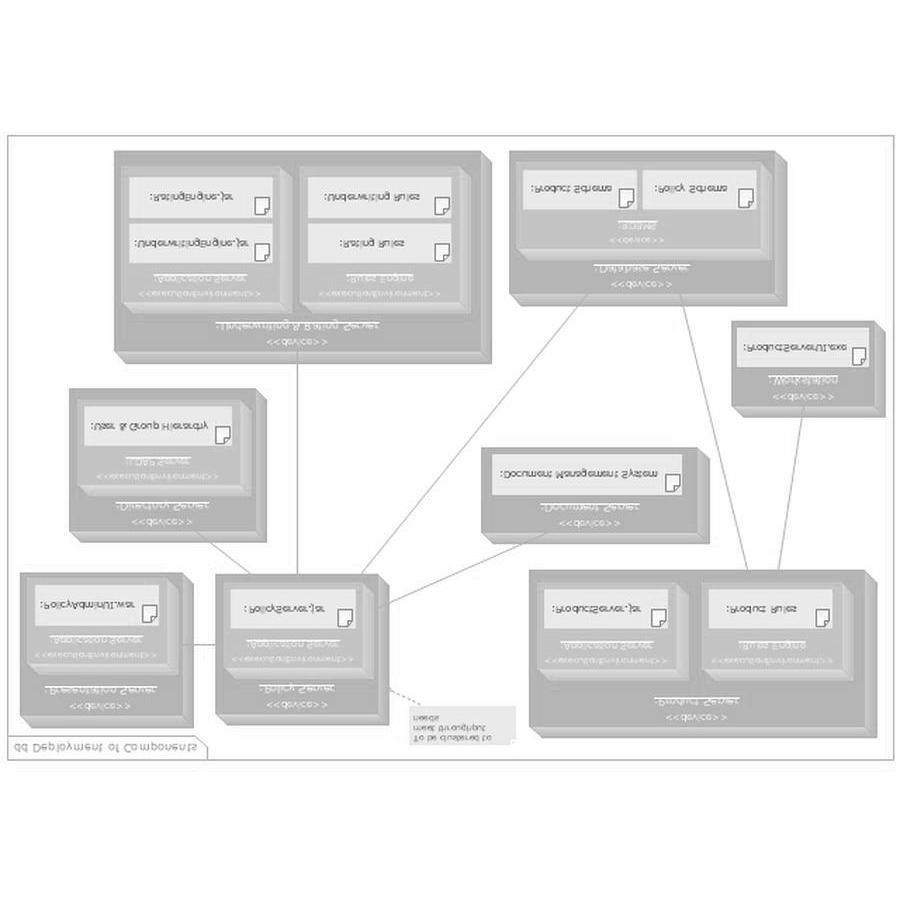 dd Deployment of Components
<<device>>
:Presentation Server
<<executionEnvironment>>
:Application Server
:PolicyAdminUI.war
<<device>>
:Policy Server
<<executionEnvironment>>
:Application Server
:PolicyServer.jar
To be clustered to
meet throughput
needs
<<device>>
:Product Server
<<executionEnvironment>>
:Application Server
:ProductServer.jar
<<executionEnvironment>>
:Rules Engine
:Product Rules
<<device>>
:Directory Server
<<executionEnvironment>>
:LDAP Server
:User & Group Hierarchy
<<device>>
:Document Server
:Document Management System
<<device>>
:Workstation
:ProductServerUI.exe
<<device>>
:Underwriting & Rating Server
<<executionEnvironment>>
:Application Server
:UnderwritingEngine.jar
:RatingEngine.jar
<<executionEnvironment>>
:Rules Engine
:Rating Rules
:Underwriting Rules
<<device>>
:Database Server
<<device>>
:Product Schema
:Policy Schema